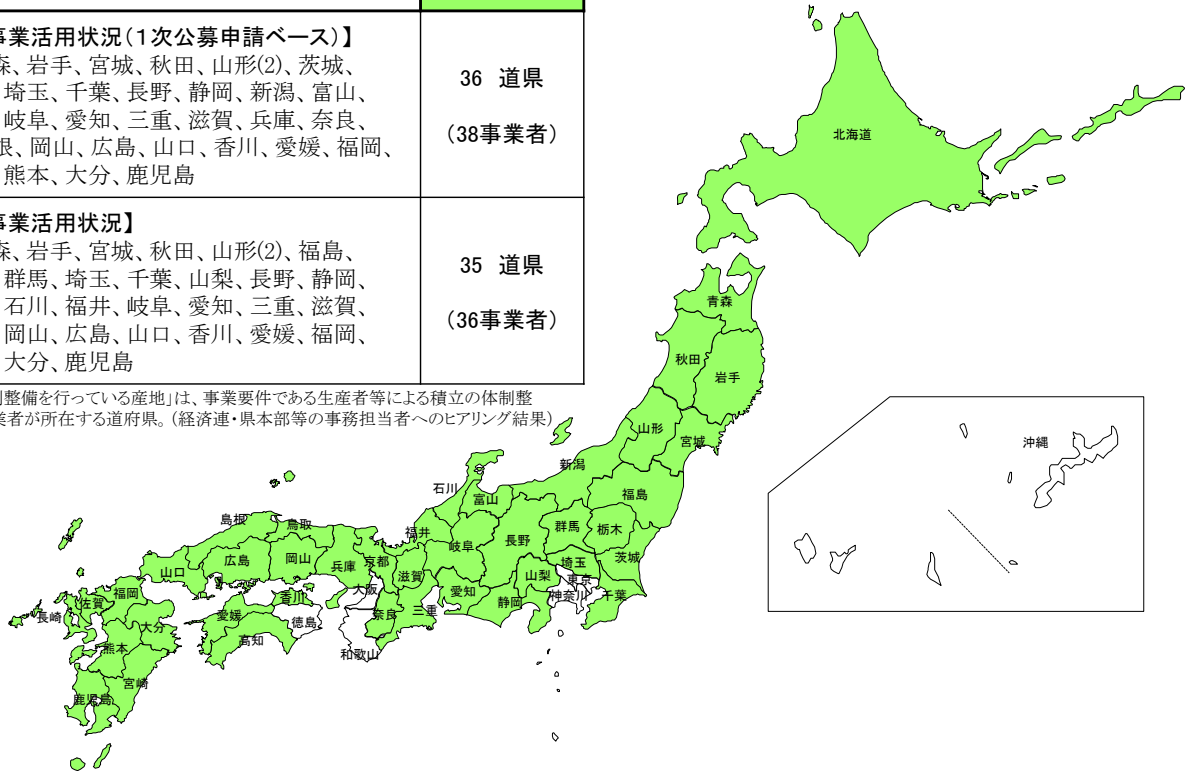 事業活用状況(１次公募申請ベース)】
森、岩手、宮城、秋田、山形(2)、茨城、
埼玉、千葉、長野、静岡、新潟、富山、
岐阜、愛知、三重、滋賀、兵庫、奈良、
根、岡山、広島、山口、香川、愛媛、福岡、
熊本、大分、鹿児島
36 道県
（38事業者）
事業活用状況】
森、岩手、宮城、秋田、山形(2)、福島、
群馬、埼玉、千葉、山梨、長野、静岡、
石川、福井、岐阜、愛知、三重、滋賀、
岡山、広島、山口、香川、愛媛、福岡、
大分、鹿児島
35 道県
（36事業者）
制整備を行っている産地」は、事業要件である生産者等による積立の体制整
業者が所在する道府県。（経済連・県本部等の事務担当者へのヒアリング結果）
北海道
青森
秋田
岩手
山形
宮城
沖縄
新潟
石川
富山
福島
島根
鳥取
福井
岐阜
長野
群馬
栃木
茨城
山口
広島
岡山
兵庫
京都
滋賀
埼玉
山梨
東京
神奈川
千葉
福岡
佐賀
長崎
大分
愛媛
香川
徳島
大阪
奈良
三重
愛知
静岡
高知
和歌山
熊本
宮崎
鹿児島